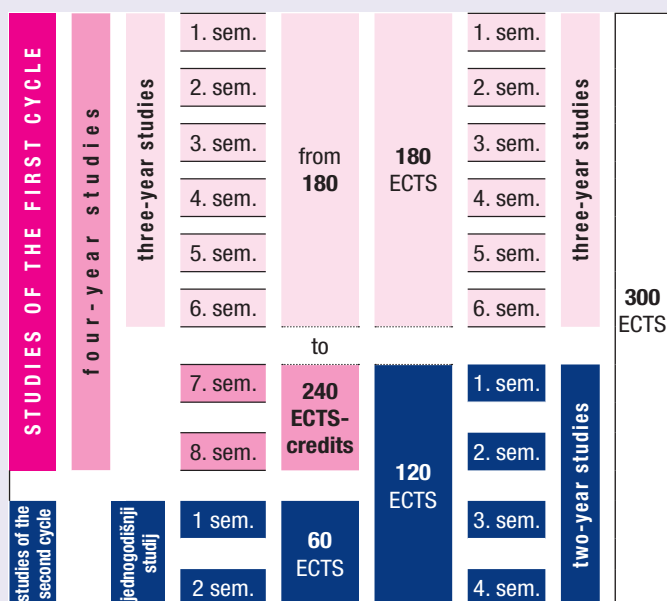 STUDIES OF THE FIRST CYCLE
four-year studies
three-year studies
1. sem.
2. sem.
3. sem.
4. sem.
5. sem.
6. sem.
7. sem.
8. sem.
from
180
to
240
ECTS-
credits
180
ECTS
1. sem.
2. sem.
3. sem.
4. sem.
5. sem.
6. sem.
three-year studies
300
ECTS
studies of the
second cycle
jednogodišnji
studij
1 sem.
2 sem.
60
ECTS
120
ECTS
1. sem.
2. sem.
3. sem.
4. sem.
two-year studies